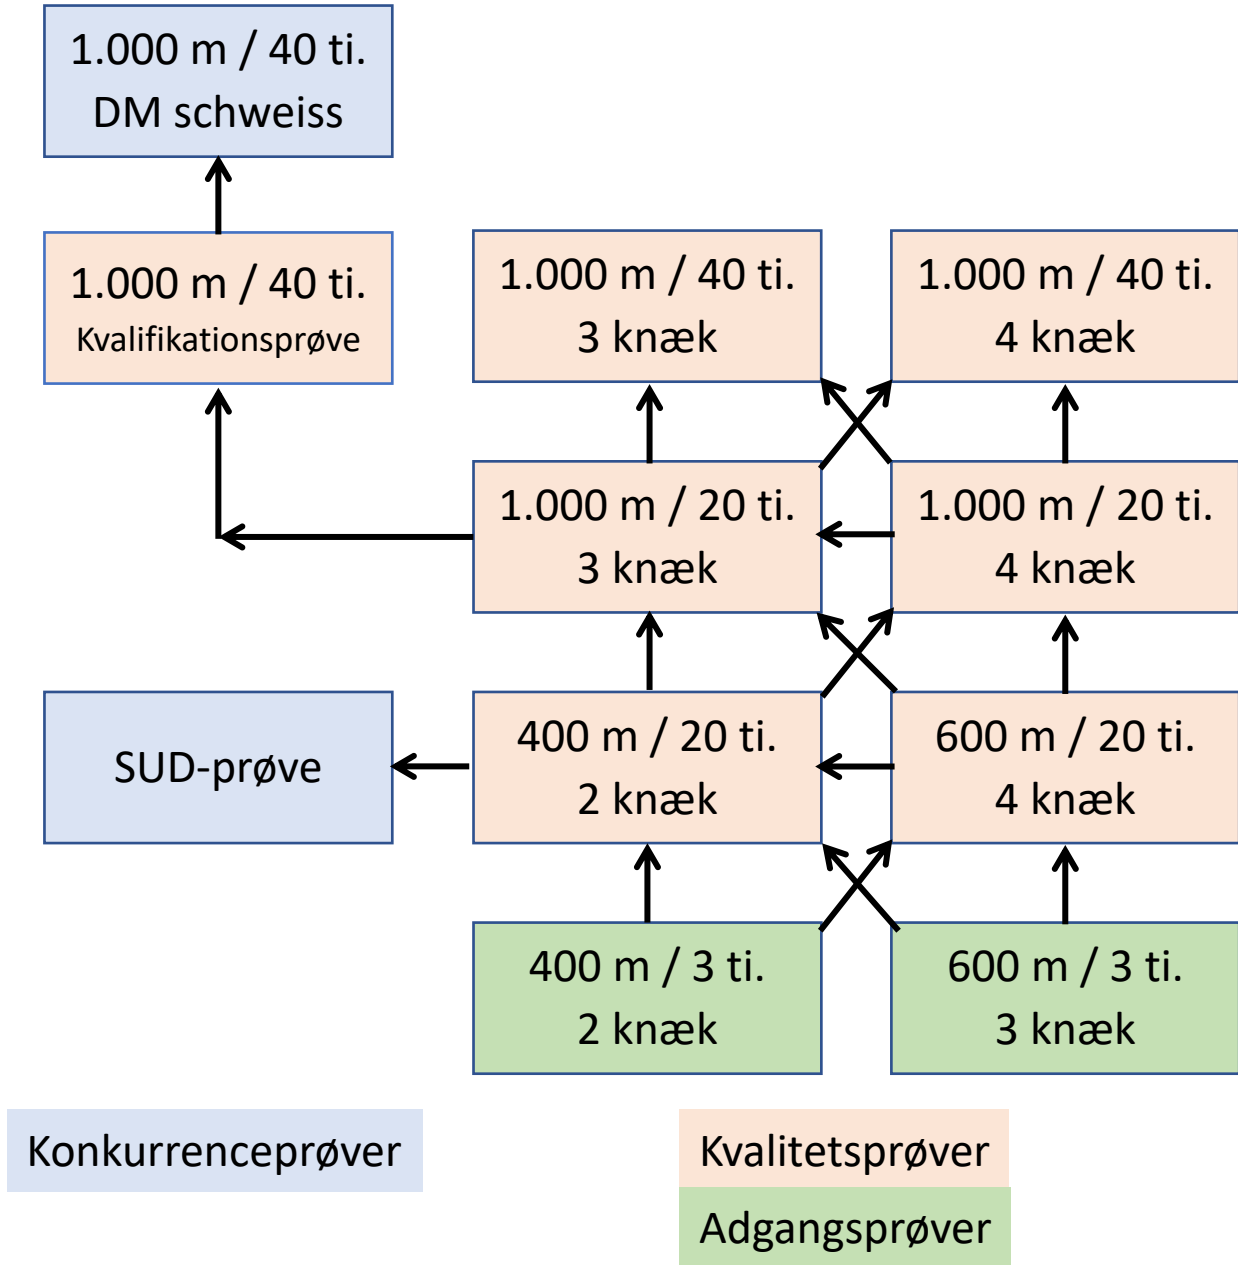 1.000 m / 40 ti.
DM schweiss
1.000 m / 40 ti.
Kvalifikationsprøve
1.000 m / 40 ti.
3 knæk
1.000 m / 40 ti.
4 knæk
1.000 m / 20 ti.
3 knæk
1.000 m / 20 ti.
4 knæk
SUD-prøve
400 m / 20 ti.
2 knæk
600 m / 20 ti.
4 knæk
400 m / 3 ti.
2 knæk
600 m / 3 ti.
3 knæk
Konkurrenceprøver
Kvalitetsprøver
Adgangsprøver